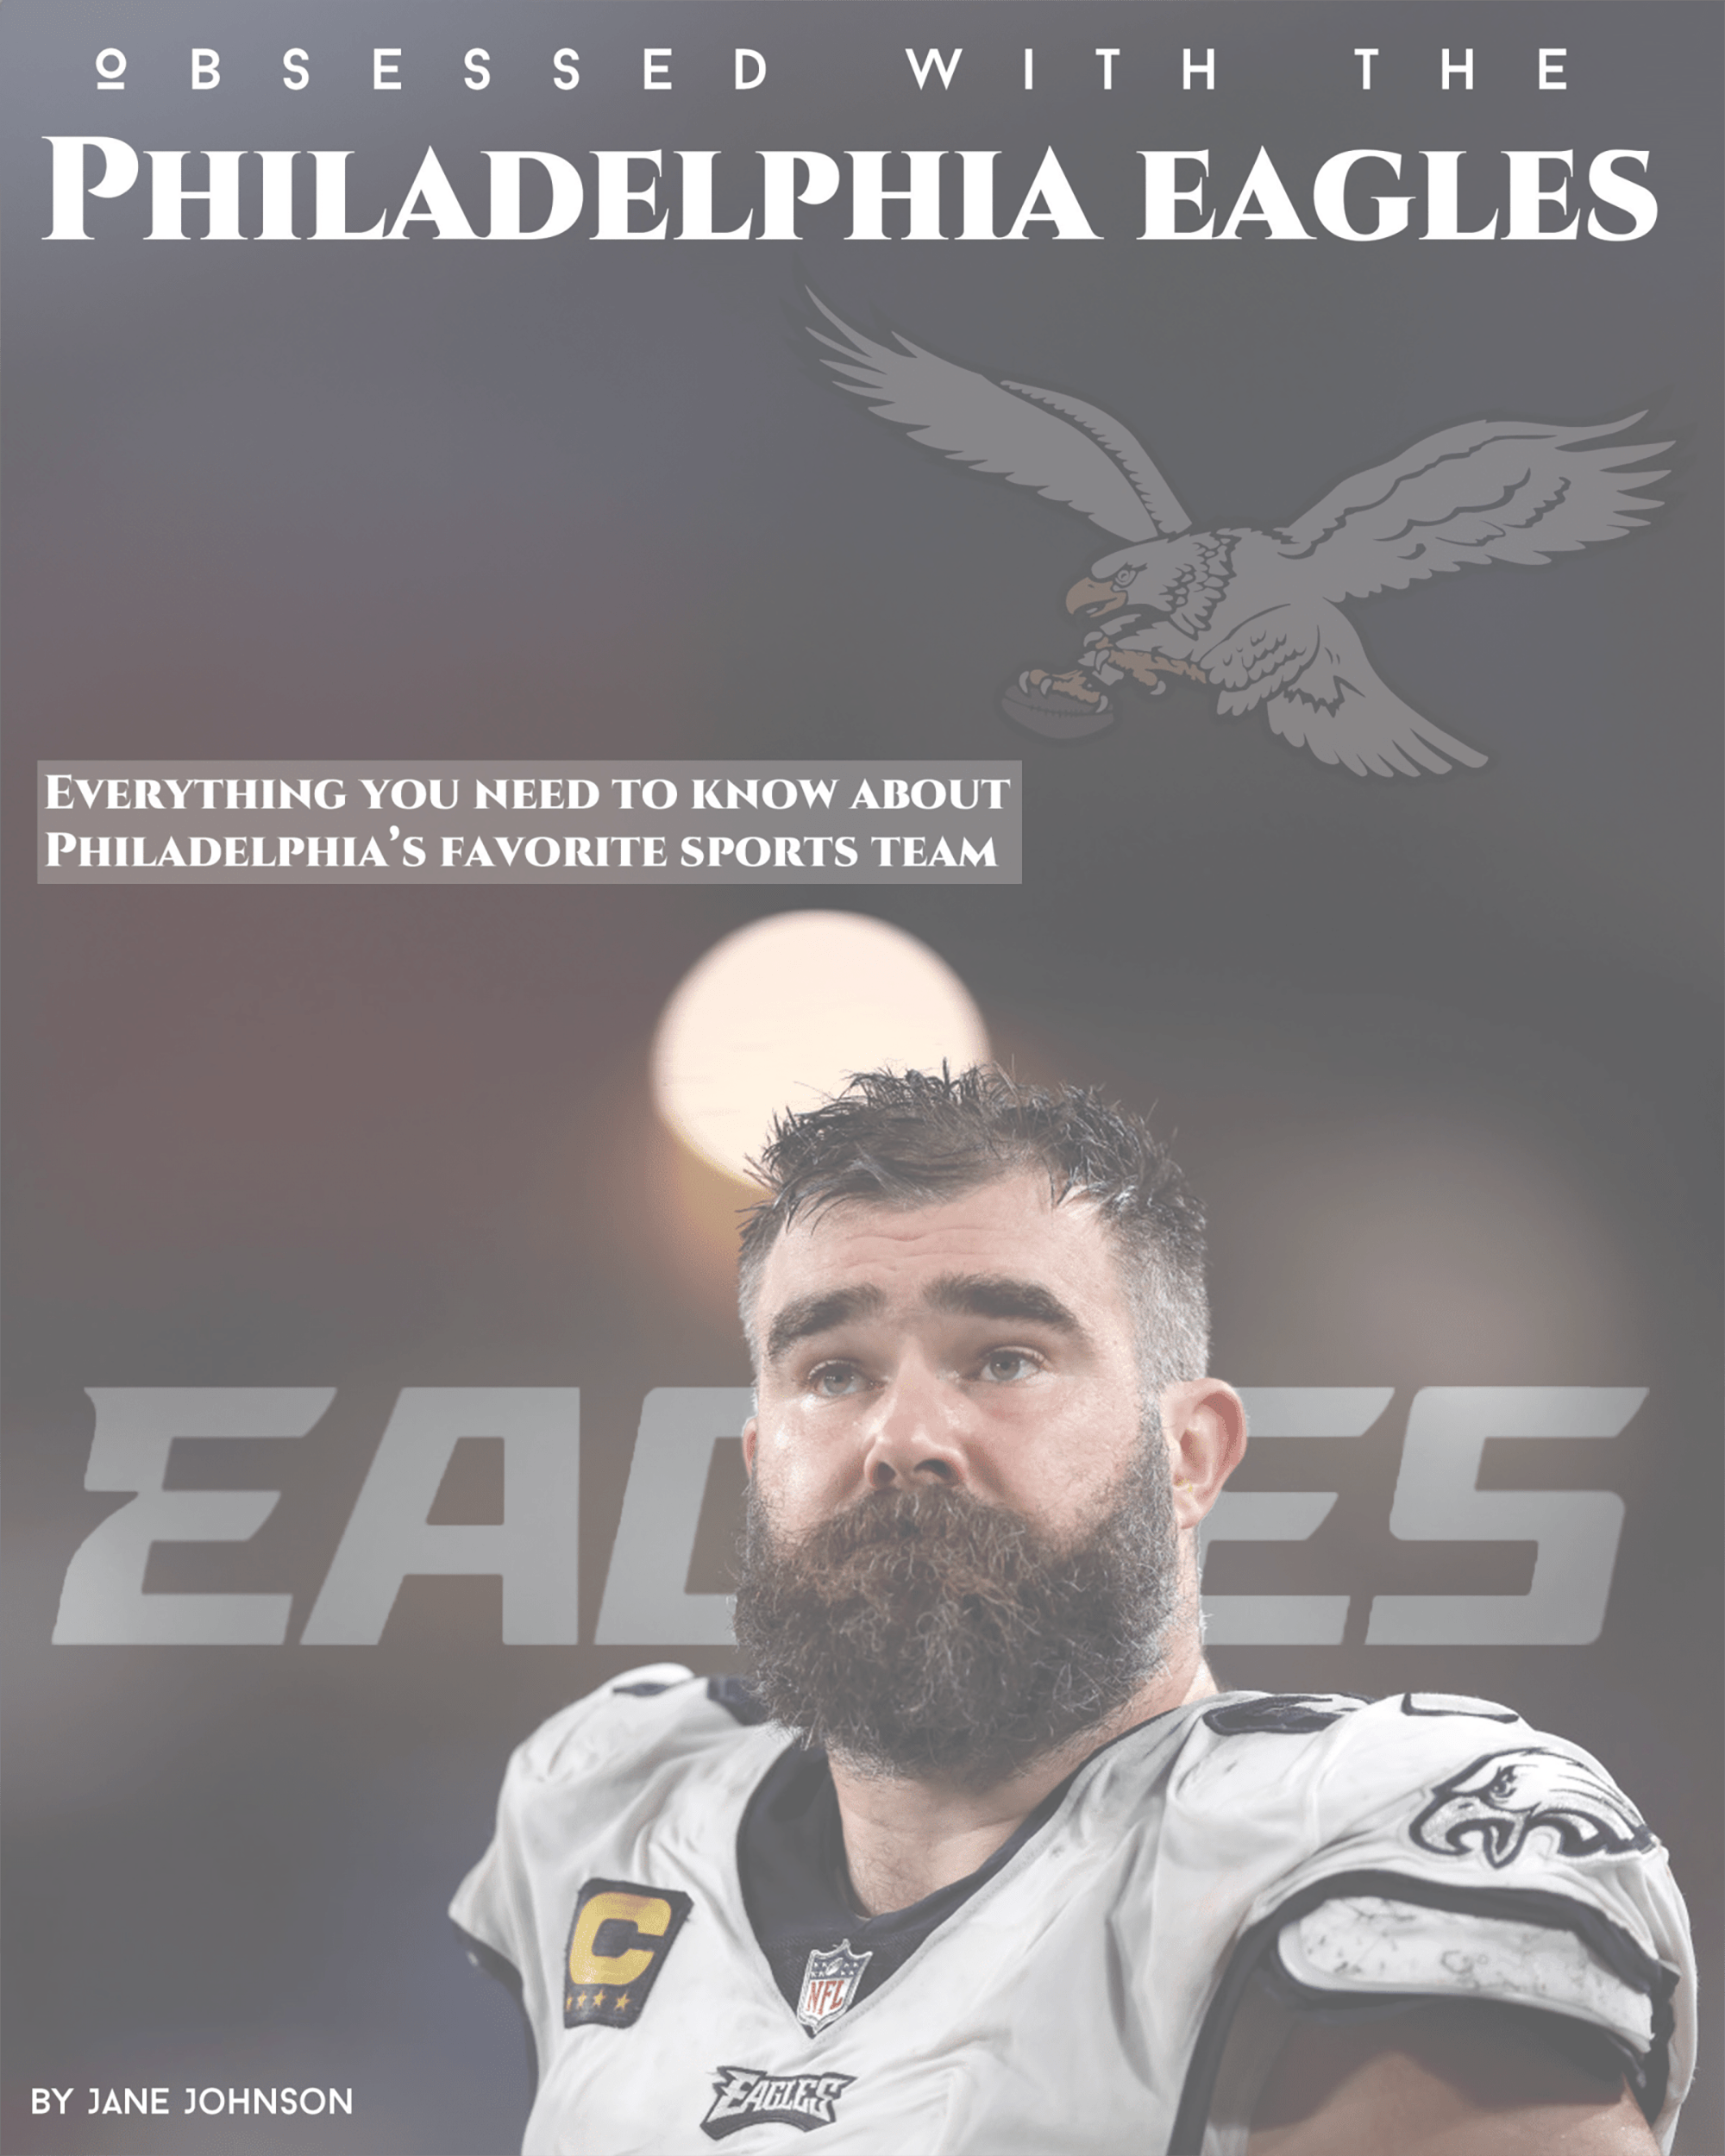 OBSESSED WITH THE
PHILADELPHIA EAGLES
EVERYTHING YOU NEED TO KNOW ABOUT
PHILADELPHIA'S FAVORITE SPORTS TEAM
EAGLES
C
NFL
EAGLES
BY JANE JOHNSON